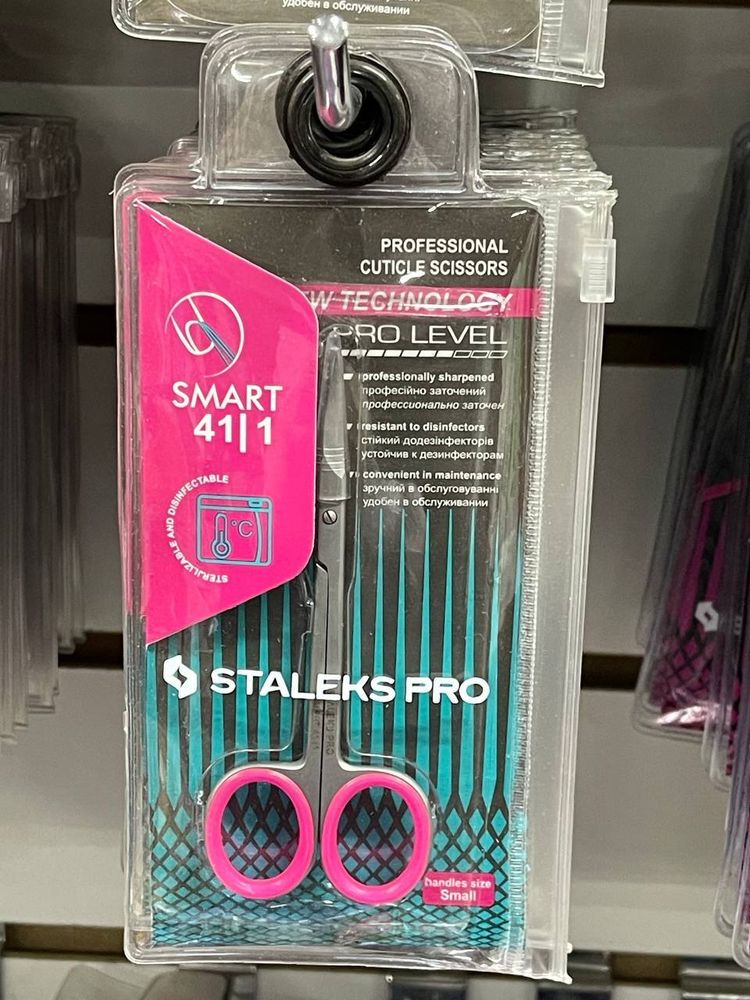 удобен в обслуживании
PROFESSIONAL
CUTICLE SCISSORS
TECHNOLOGY
PRO LEVEL
SMART
41|1
STERILIZABLE AND DISINFECTABLE
°C
professionally sharpened
професійно заточений
профессионально заточен
resistant to disinfectors
стійкий додезінфекторів
устойчив к дезинфекторам
convenient in maintenance
зручний в обслуговуванні
удобен в обслуживании
STALEKS PRO
handles size
Small